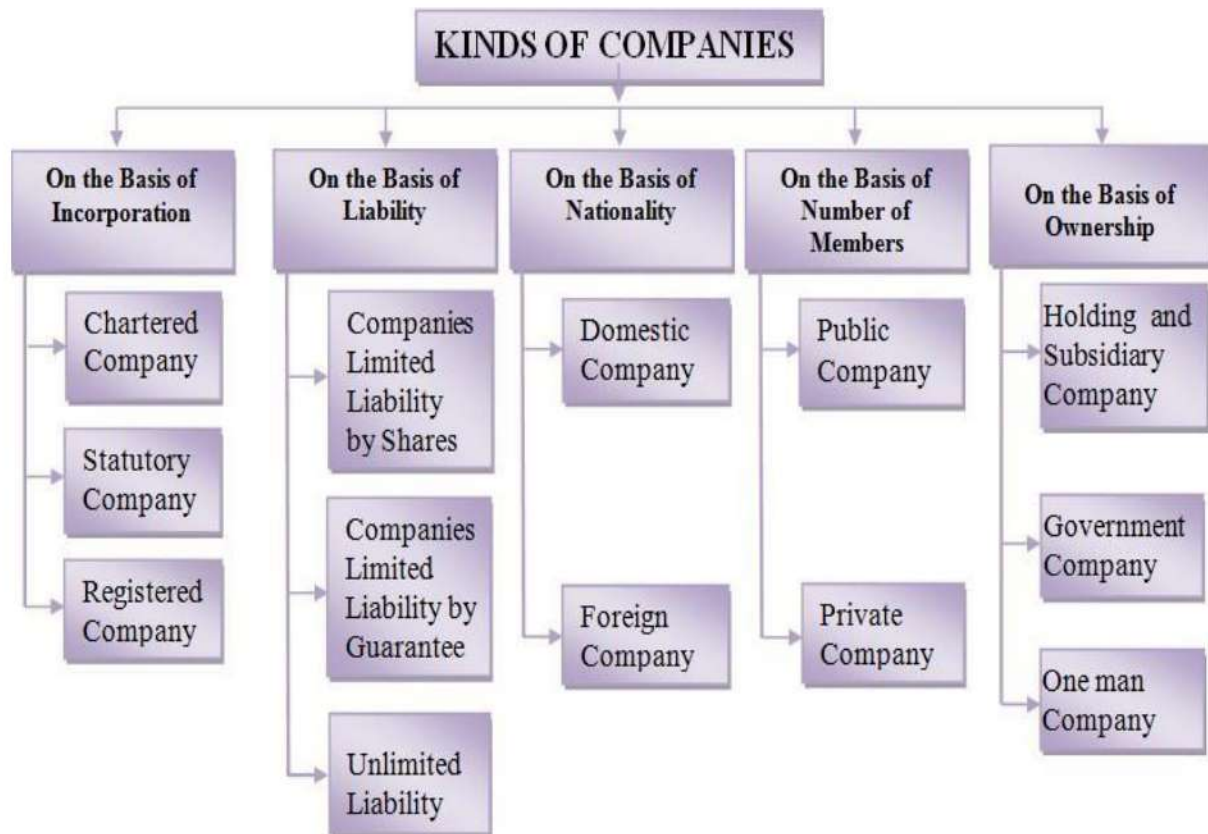 KINDS OF COMPANIES
On the Basis of
Incorporation
Chartered
Company
Statutory
Company
Registered
Company
On the Basis of
Liability
Companies
Limited
Liability
by Shares
Companies
Limited
Liability by
Guarantee
Unlimited
Liability
On the Basis of
Nationality
Domestic
Company
Foreign
Company
On the Basis of
Number of
Members
Public
Company
Private
Company
On the Basis of
Ownership
Holding and
Subsidiary
Company
Government
Company
One man
Company